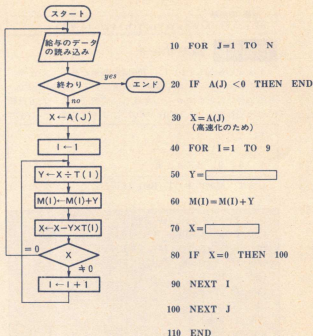 スタート
給与のデータ
の読み込み
10 FOR J=1 TO N
終わり
yes
エンド
20 IF A(J) <0 THEN END
no
X←A(J)
30 X=A(J)
(高速化のため)
I←1
40 FOR I=1 TO 9
Y←X÷T(I)
50 Y=
M(I)←M(I)+Y
60 M(I)=M(I)+Y
X←X-Y×T(I)
70 X=
=0
X
80 IF X=0 THEN 100
≠0
I←I+1
90 NEXT I
100 NEXT J
110 END